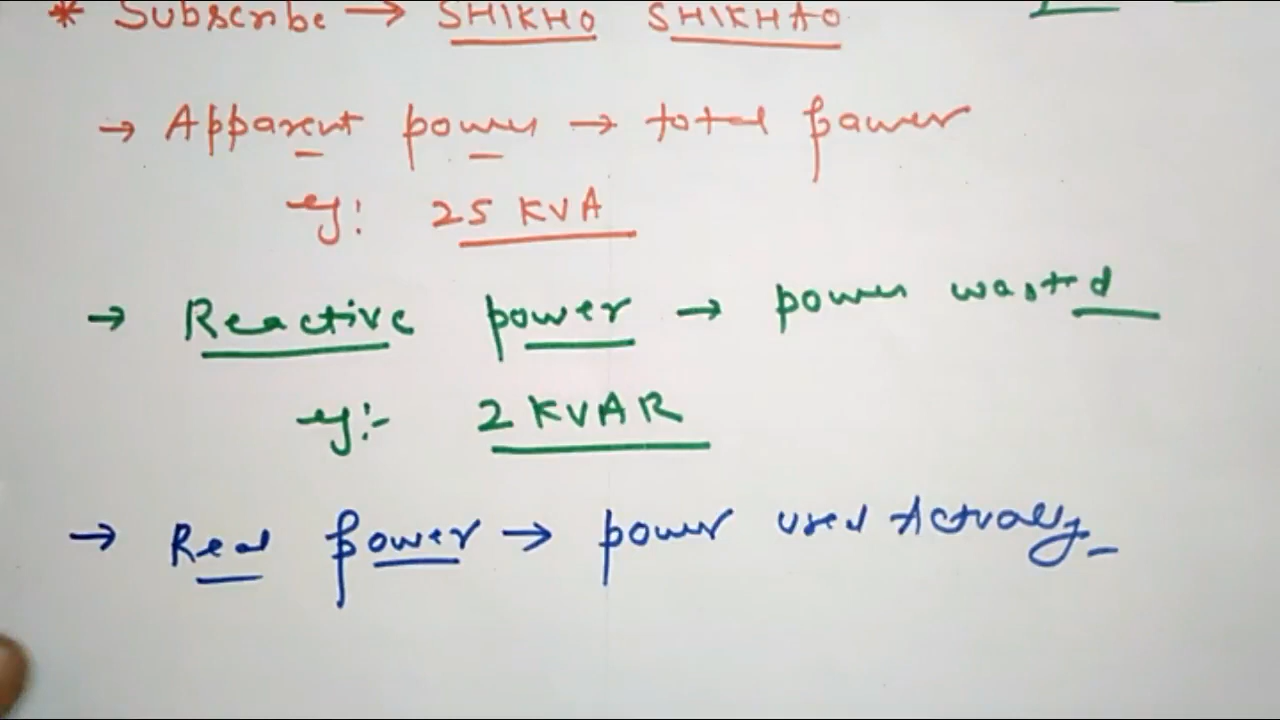 * Subscribe → SHIKHO SHIKHAO
→ Apparent power → total power
eg: 25 KVA
→ Reactive power → power wasted
eg:- 2 KVAR
→ Real power → power used Actually